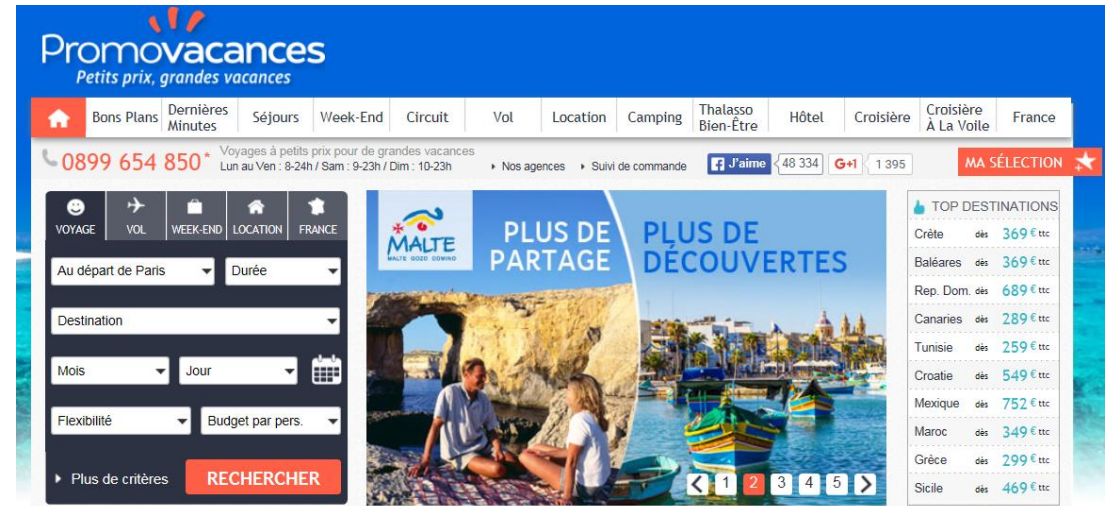 Promovacances
Petits prix, grandes vacances
Bons Plans
Dernières
Minutes
Séjours
Week-End
Circuit
Vol
Location
Camping
Thalasso
Bien-Être
Hôtel
Croisière
Croisière
À La Voile
France
0899 654 850*
Voyages à petits prix pour de grandes vacances
Lun au Ven : 8-24h / Sam : 9-23h / Dim : 10-23h
Nos agences
Suivi de commande
J'aime
48 334
G+1
1 395
MA SÉLECTION
VOYAGE
VOL
WEEK-END
LOCATION
FRANCE
Au départ de Paris
Durée
Destination
Mois
Jour
Flexibilité
Budget par pers.
Plus de critères
RECHERCHER
MALTE
MALTE GOZO COMINO
PLUS DE
PARTAGE
PLUS DE
DÉCOUVERTES
1 2 3 4 5
TOP DESTINATIONS
Crète dès 369 € ttc
Baléares dès 369 € ttc
Rep. Dom. dès 689 € ttc
Canaries dès 289 € ttc
Tunisie dès 259 € ttc
Croatie dès 549 € ttc
Mexique dès 752 € ttc
Maroc dès 349 € ttc
Grèce dès 299 € ttc
Sicile dès 469 € ttc